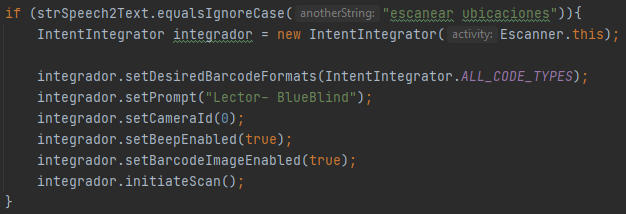 if (strSpeech2Text.equalsIgnoreCase( anotherString: "escanear ubicaciones")){
IntentIntegrator integrador = new IntentIntegrator( activity: Escanner.this);
integrador.setDesiredBarcodeFormats(IntentIntegrator.ALL_CODE_TYPES);
integrador.setPrompt("Lector- BlueBlind");
integrador.setCameraId(0);
integrador.setBeepEnabled(true);
integrador.setBarcodeImageEnabled(true);
integrador.initiateScan();
}